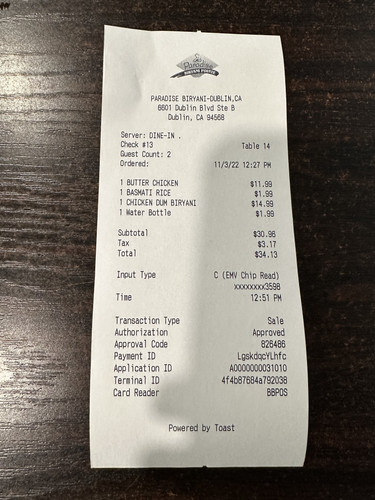 Paradise
BIRYANI POINTE
PARADISE BIRYANI-DUBLIN,CA
6601 Dublin Blvd Ste B
Dublin, CA 94568
Server: DINE-IN .
Check #13 Table 14
Guest Count: 2
Ordered: 11/3/22 12:27 PM
1 BUTTER CHICKEN $11.99
1 BASMATI RICE $1.99
1 CHICKEN DUM BIRYANI $14.99
1 Water Bottle $1.99
Subtotal $30.96
Tax $3.17
Total $34.13
Input Type C (EMV Chip Read)
xxxxxxxx3598
Time 12:51 PM
Transaction Type Sale
Authorization Approved
Approval Code 826486
Payment ID LgskdqcYLhfc
Application ID A0000000031010
Terminal ID 4f4b87684a792038
Card Reader BBPOS
Powered by Toast